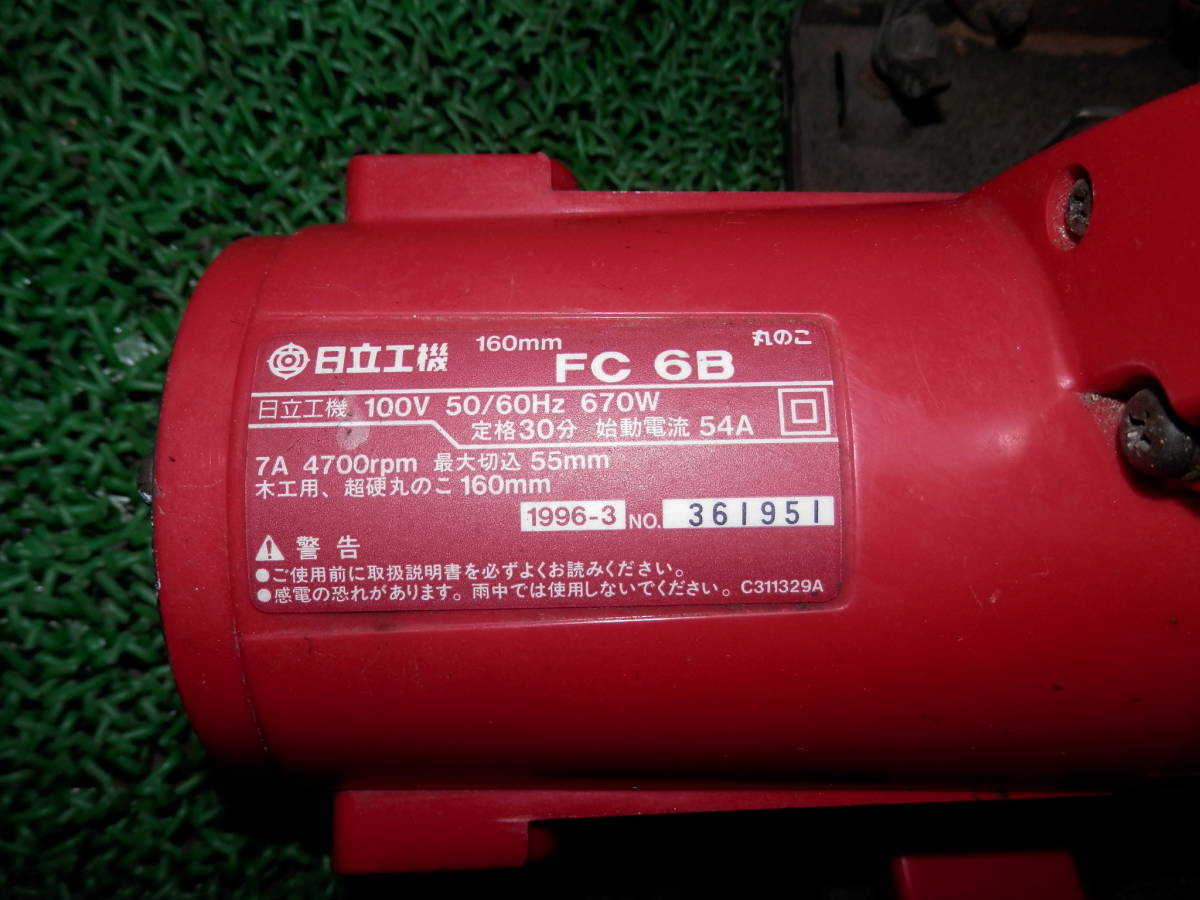 日立工機 160mm FC 6B 丸のこ
日立工機 100V 50/60Hz 670W
定格30分 始動電流 54A
7A 4700rpm 最大切込 55mm
木工用、超硬丸のこ 160mm
1996-3 NO. 361951
警告
●ご使用前に取扱説明書を必ずよくお読みください。
●感電の恐れがあります。雨中では使用しないでください。 C311329A